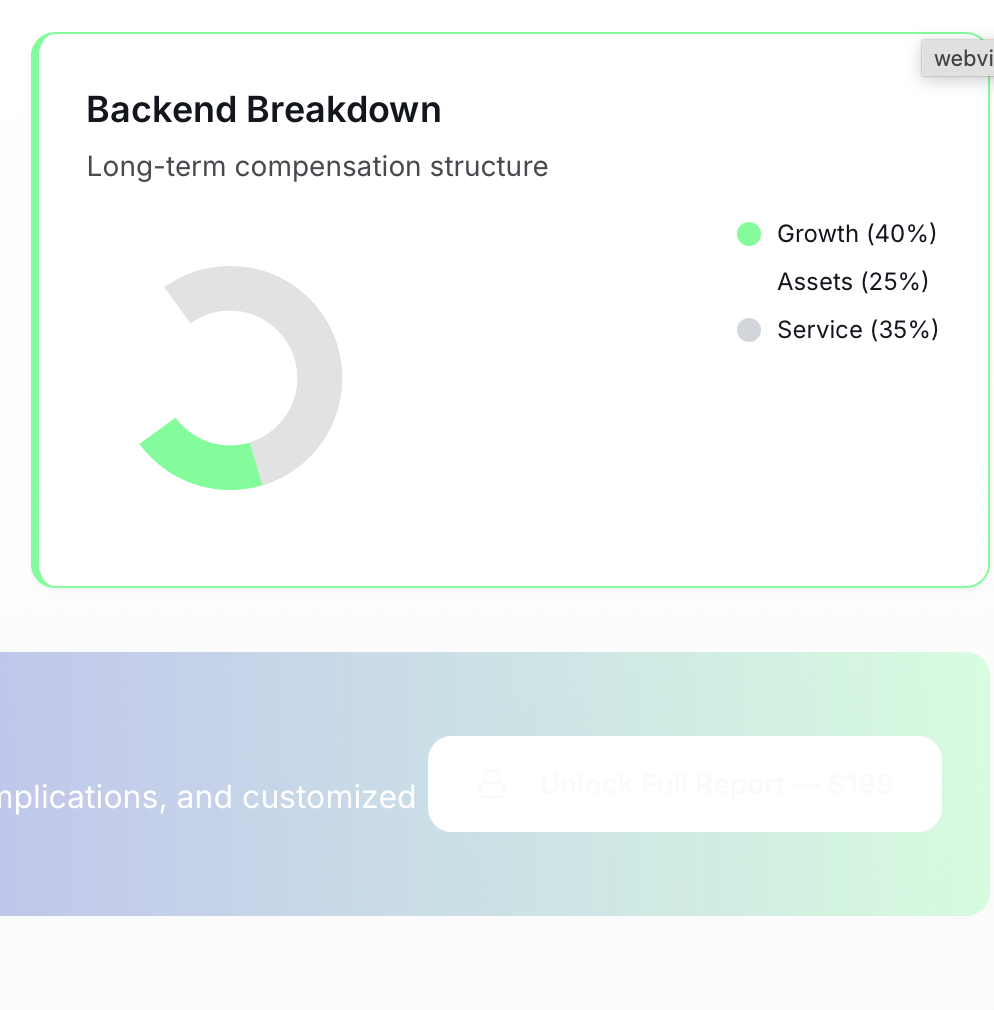 webvi
Backend Breakdown
Long-term compensation structure
Growth (40%)
Assets (25%)
Service (35%)
mplications, and customized
Unlock Full Report — $199